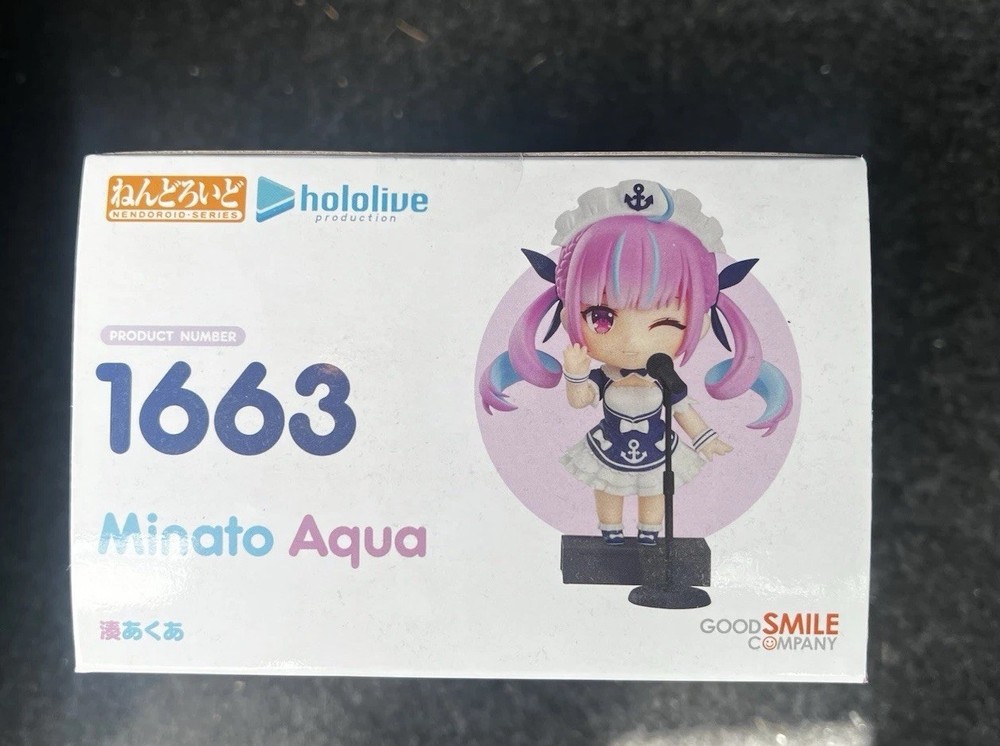 ねんどろいど
NENDOROID·SERIES
hololive
production
PRODUCT NUMBER
1663
Minato Aqua
湊あくあ
GOOD SMILE
COMPANY